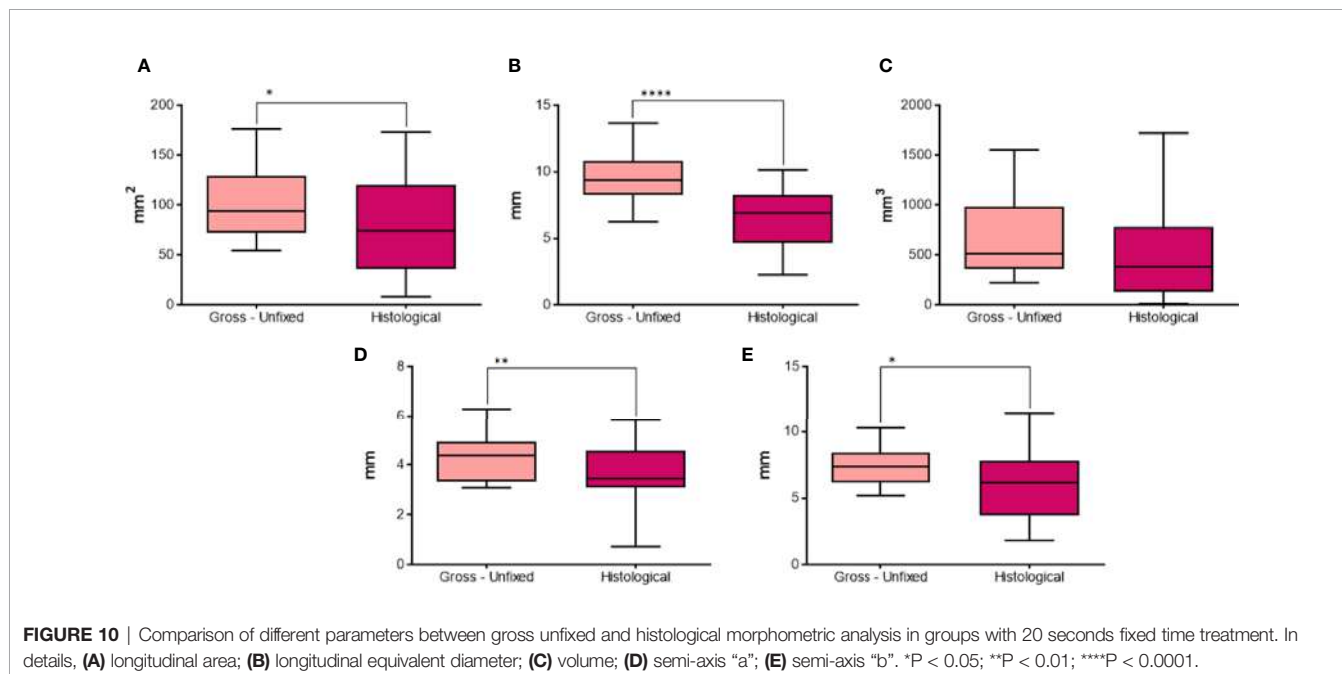 A
*
200
150
100
50
0
mm²
Gross - Unfixed
Histological
B
****
15
10
5
0
mm
Gross - Unfixed
Histological
C
2000
1500
1000
500
0
mm³
Gross - Unfixed
Histological
D
**
8
6
4
2
0
mm
Gross - Unfixed
Histological
E
*
15
10
5
0
mm
Gross - Unfixed
Histological
FIGURE 10 | Comparison of different parameters between gross unfixed and histological morphometric analysis in groups with 20 seconds fixed time treatment. In
details, (A) longitudinal area; (B) longitudinal equivalent diameter; (C) volume; (D) semi-axis “a”; (E) semi-axis “b”. *P < 0.05; **P < 0.01; ****P < 0.0001.